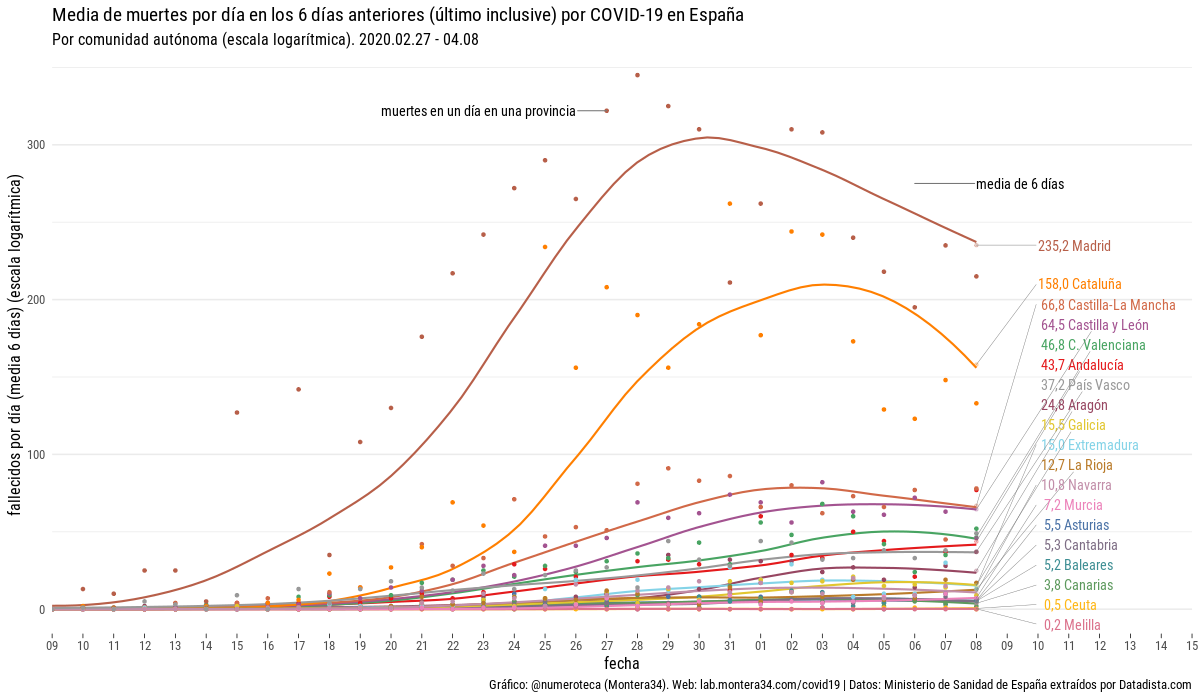 Media de muertes por día en los 6 días anteriores (último inclusive) por COVID-19 en España
Por comunidad autónoma (escala logarítmica). 2020.02.27 - 04.08
fallecidos por día (media 6 días) (escala logarítmica)
300
200
100
0
muertes en un día en una provincia
media de 6 días
235,2 Madrid
158,0 Cataluña
66,8 Castilla-La Mancha
64,5 Castilla y León
46,8 C. Valenciana
43,7 Andalucía
37,2 País Vasco
24,8 Aragón
15,5 Galicia
15,0 Extremadura
12,7 La Rioja
10,8 Navarra
7,2 Murcia
5,5 Asturias
5,3 Cantabria
5,2 Baleares
3,8 Canarias
0,5 Ceuta
0,2 Melilla
09 10 11 12 13 14 15 16 17 18 19 20 21 22 23 24 25 26 27 28 29 30 31 01 02 03 04 05 06 07 08 09 10 11 12 13 14 15
fecha
Gráfico: @numeroteca (Montera34). Web: lab.montera34.com/covid19 | Datos: Ministerio de Sanidad de España extraídos por Datadista.com